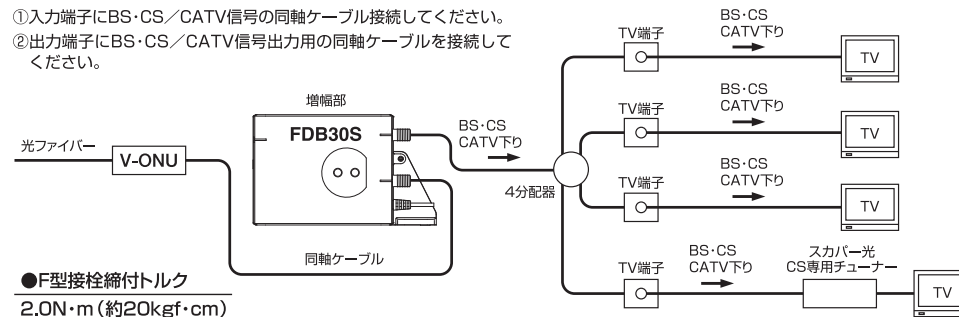 ①入力端子にBS・CS／CATV信号の同軸ケーブル接続してください。
②出力端子にBS・CS／CATV信号出力用の同軸ケーブルを接続して
ください。
増幅部
FDB30S
光ファイバー
V-ONU
同軸ケーブル
BS・CS
CATV下り
4分配器
TV端子
BS・CS
CATV下り
TV
TV端子
BS・CS
CATV下り
TV
TV端子
BS・CS
CATV下り
TV
TV端子
BS・CS
CATV下り
スカパー光
CS専用チューナー
TV
●F型接栓締付トルク
2.0N・m（約20kgf・cm）